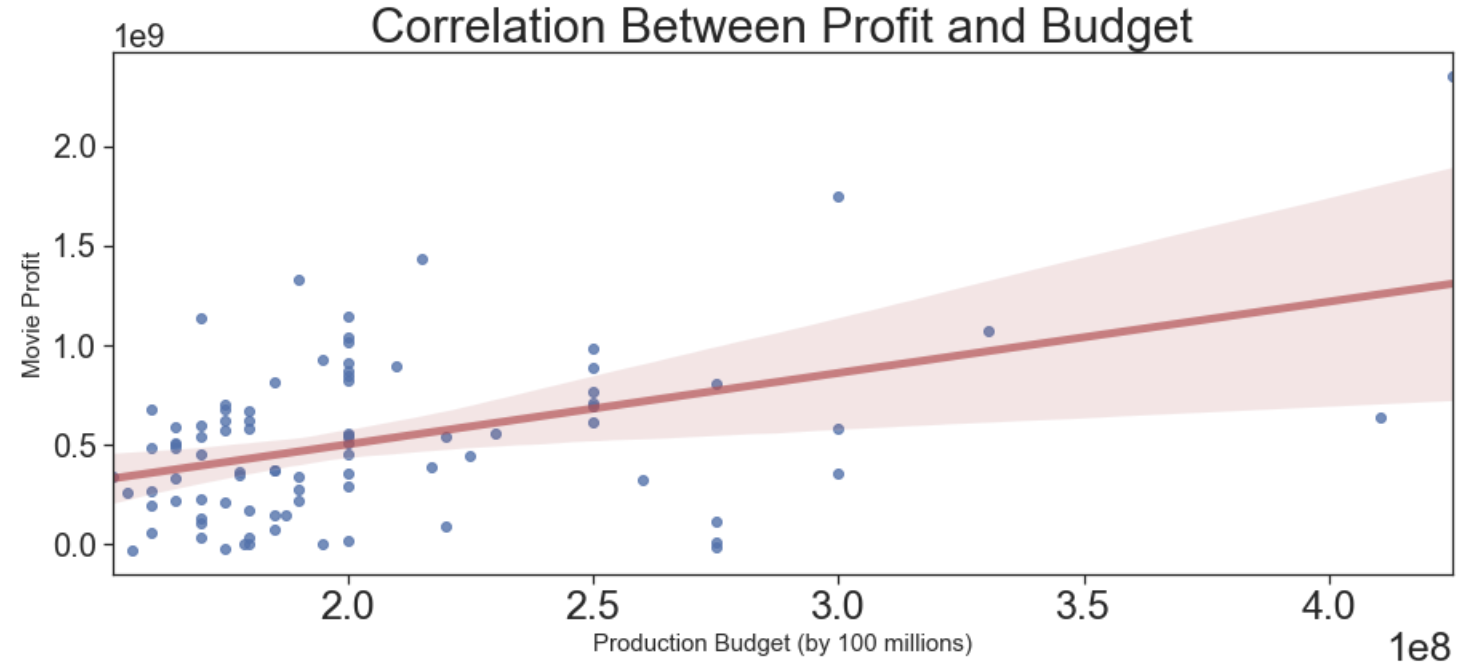 Correlation Between Profit and Budget
1e9
2.0
1.5
1.0
0.5
0.0
Movie Profit
2.0 2.5 3.0 3.5 4.0
Production Budget (by 100 millions)
1e8